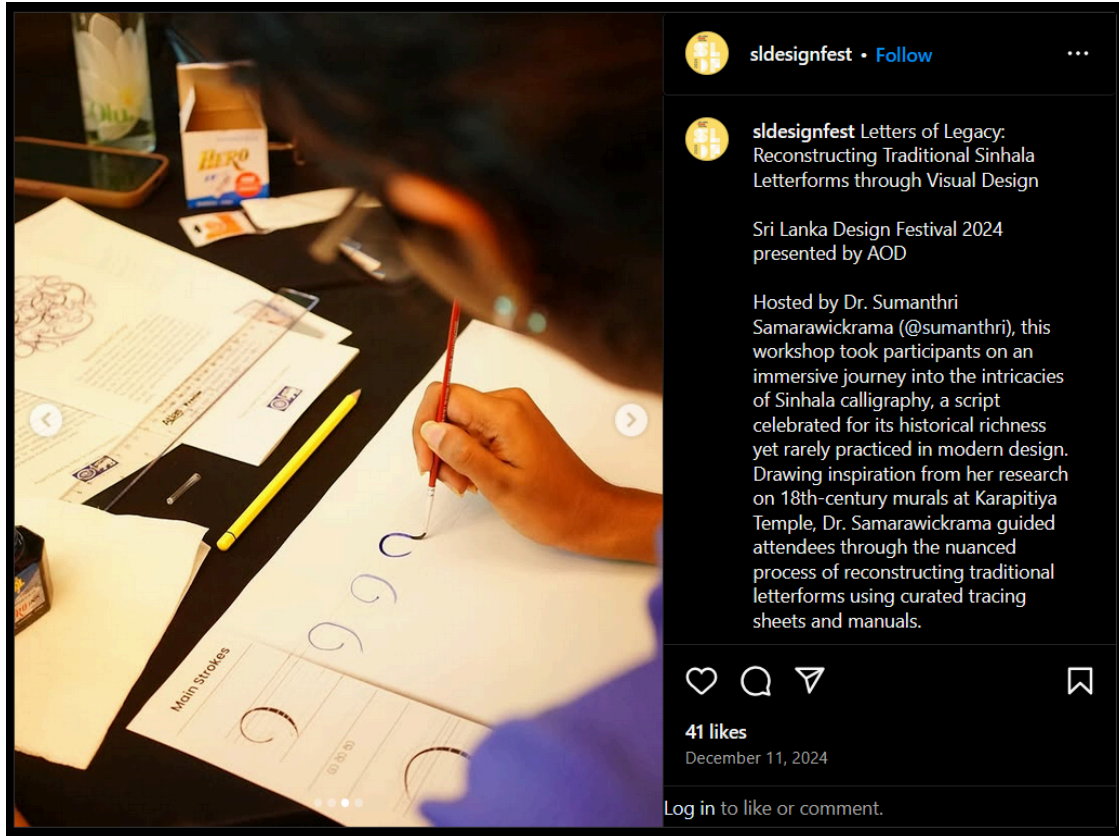 sldesignfest • Follow
sldesignfest Letters of Legacy:
Reconstructing Traditional Sinhala
Letterforms through Visual Design
Sri Lanka Design Festival 2024
presented by AOD
Hosted by Dr. Sumanthri
Samarawickrama (@sumanthri), this
workshop took participants on an
immersive journey into the intricacies
of Sinhala calligraphy, a script
celebrated for its historical richness
yet rarely practiced in modern design.
Drawing inspiration from her research
on 18th-century murals at Karapitiya
Temple, Dr. Samarawickrama guided
attendees through the nuanced
process of reconstructing traditional
letterforms using curated tracing
sheets and manuals.
41 likes
December 11, 2024
Log in to like or comment.
HERO
Atlas
Main Strokes